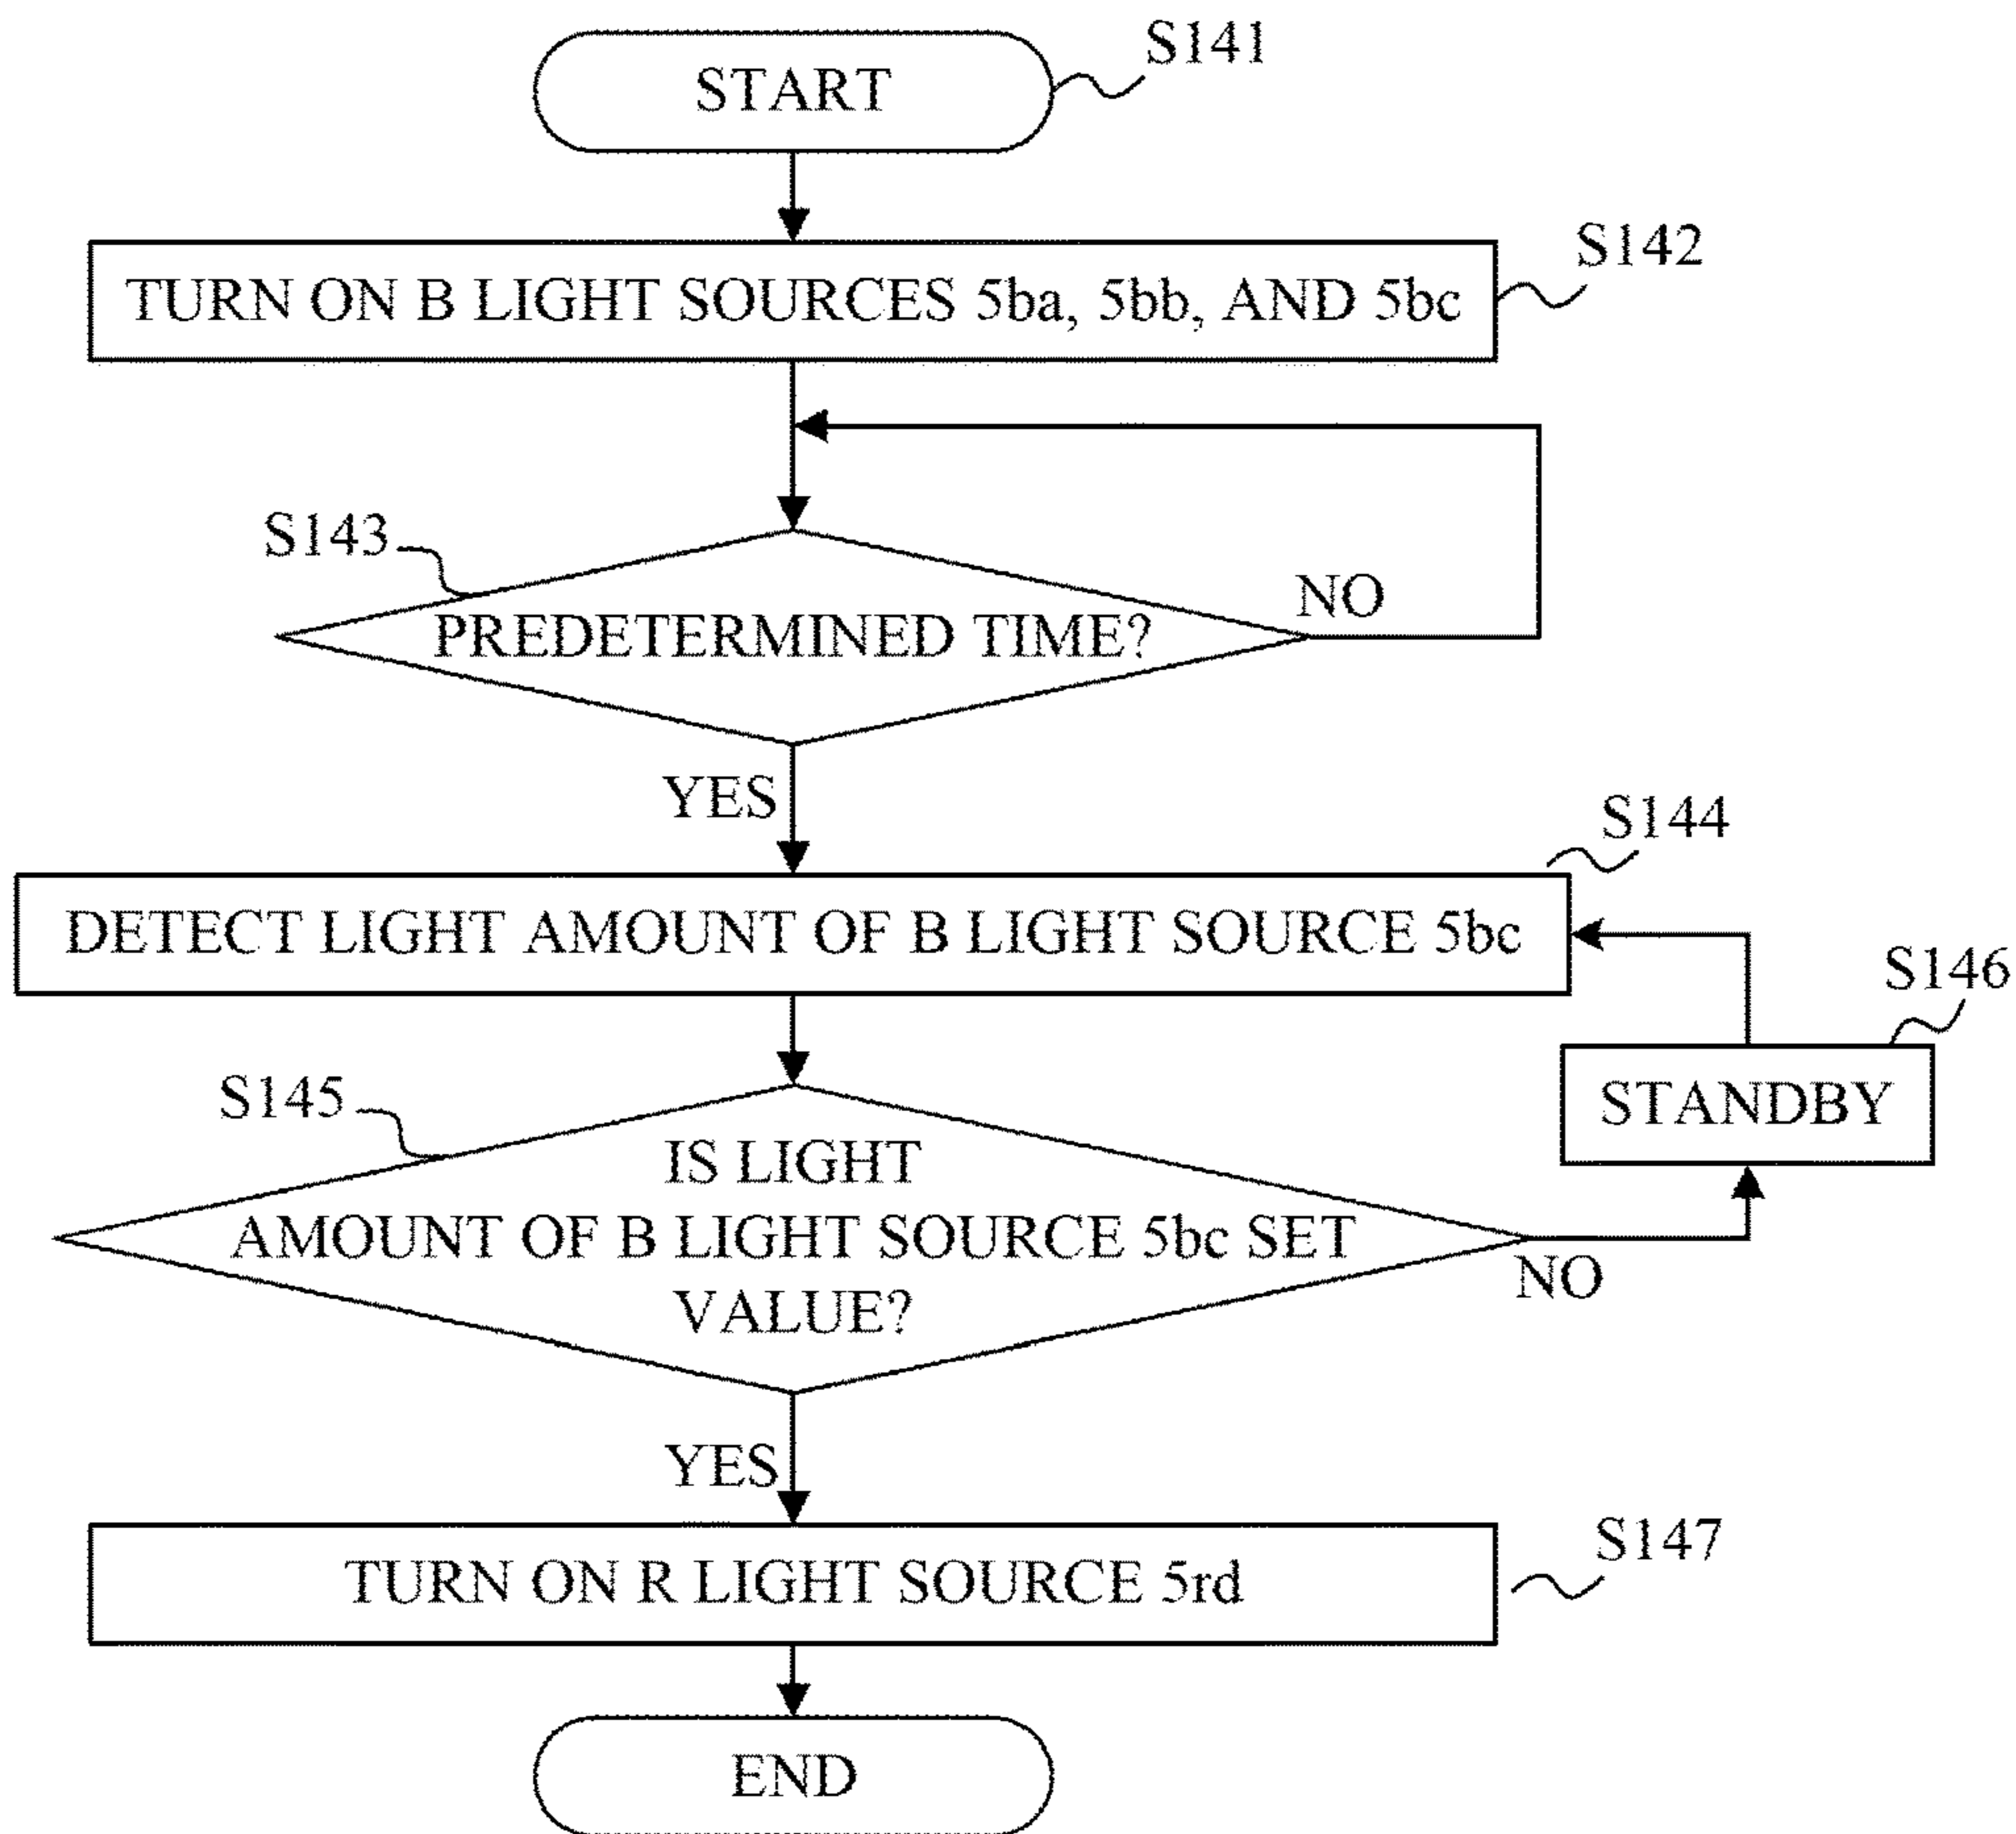 START
S141
TURN ON B LIGHT SOURCES 5ba, 5bb, AND 5bc
S142
S143
PREDETERMINED TIME?
NO
YES
S144
DETECT LIGHT AMOUNT OF B LIGHT SOURCE 5bc
S146
STANDBY
S145
IS LIGHT
AMOUNT OF B LIGHT SOURCE 5bc SET
VALUE?
NO
YES
S147
TURN ON R LIGHT SOURCE 5rd
END